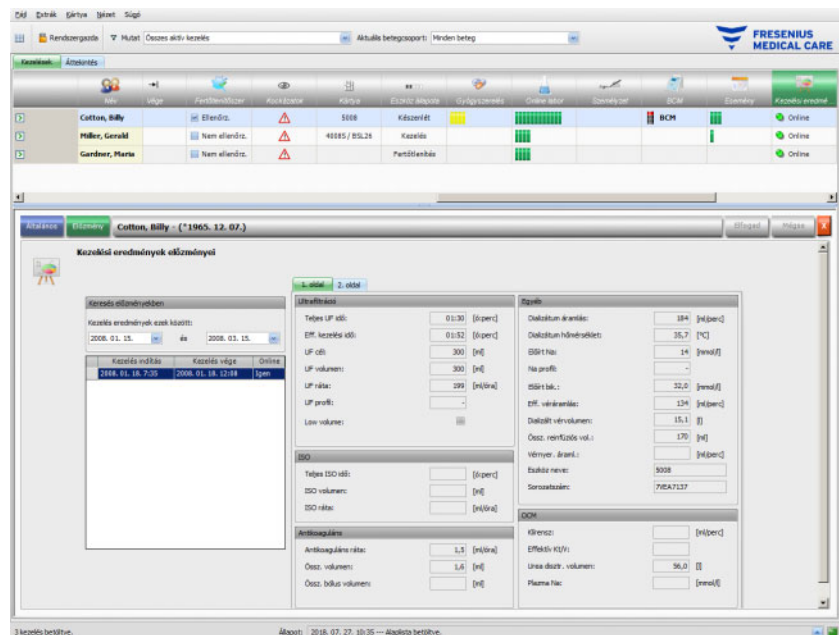 Fájl Extrák Kártya Nézet Súgó
Rendszergazda Mutat Összes aktív kezelés Aktuális betegcsoport: Minden beteg
FRESENIUS
MEDICAL CARE
Kezelések Áttekintés
Név Vége Fertőtlenítőszer Kockázatok Kártya Eszköz állapota Gyógyszerelés Online labor Személyzet BCM Esemény Kezelési eredmé...
Cotton, Billy Ellenőrz. 5008 Készenlét BCM Online
Miller, Gerald Nem ellenőrz. 4008S / BSL26 Kezelés Online
Gardner, Maria Nem ellenőrz. Fertőtlenítés Online
Általános Előzmény Cotton, Billy - (*1965. 12. 07.) Elfogad Mégse X
Kezelési eredmények előzményei
1. oldal 2. oldal
Keresés előzményekben
Kezelés eredmények ezek között:
2008. 01. 15. és 2008. 03. 15.
Kezelés indítás Kezelés vége Online
2008. 01. 18. 7:35 2008. 01. 18. 12:08 Igen
Ultrafiltráció
Teljes UF idő: 01:30 [ó:perc]
Eff. kezelési idő: 01:52 [ó:perc]
UF cél: 300 [ml]
UF volumen: 300 [ml]
UF ráta: 199 [ml/óra]
UF profil: -
Low volume:
ISO
Teljes ISO idő: [ó:perc]
ISO volumen: [ml]
ISO ráta: [ml/óra]
Antikoaguláns
Antikoaguláns ráta: 1,5 [ml/óra]
Össz. volumen: 1,6 [ml]
Össz. bólus volumen: [ml]
Egyéb
Dializátum áramlás: 184 [ml/perc]
Dializátum hőmérséklet: 35,7 [°C]
Előírt Na: 14 [mmol/l]
Na profil: -
Előírt bik.: 32,0 [mmol/l]
Eff. véráramlás: 134 [ml/perc]
Dializált vérvolumen: 15,1 [l]
Össz. reinfúziós vol.: 170 [ml]
Vérnyer. áraml.: [ml/perc]
Eszköz neve: 5008
Sorozatszám: 7VEA7137
OCM
Klírensz: [ml/perc]
Effektív Kt/V:
Urea disztr. volumen: 56,0 [l]
Plazma Na: [mmol/l]
3 kezelés betöltve. Állapot: 2018. 07. 27. 10:35 --- Alaplista betöltve.